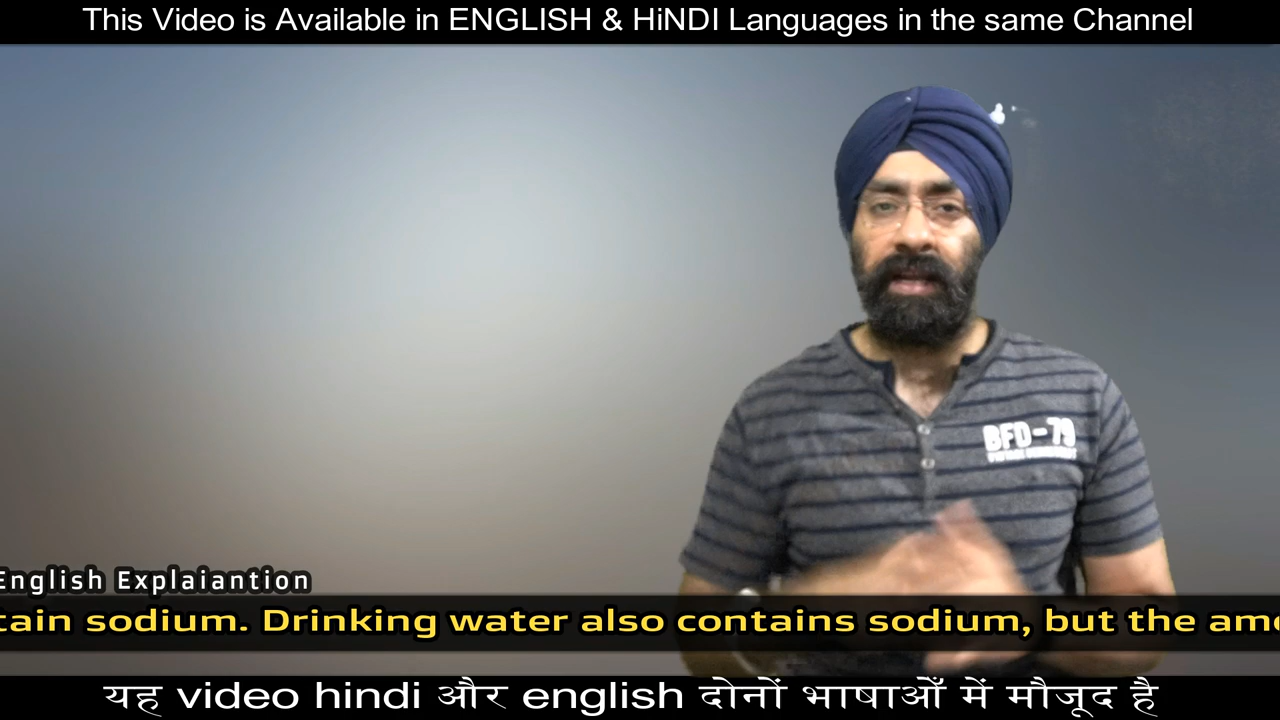 This Video is Available in ENGLISH & HiNDI Languages in the same Channel
BFD-79
English Explaiantion
tain sodium. Drinking water also contains sodium, but the amo
यह video hindi और english दोनों भाषाओँ में मौजूद है